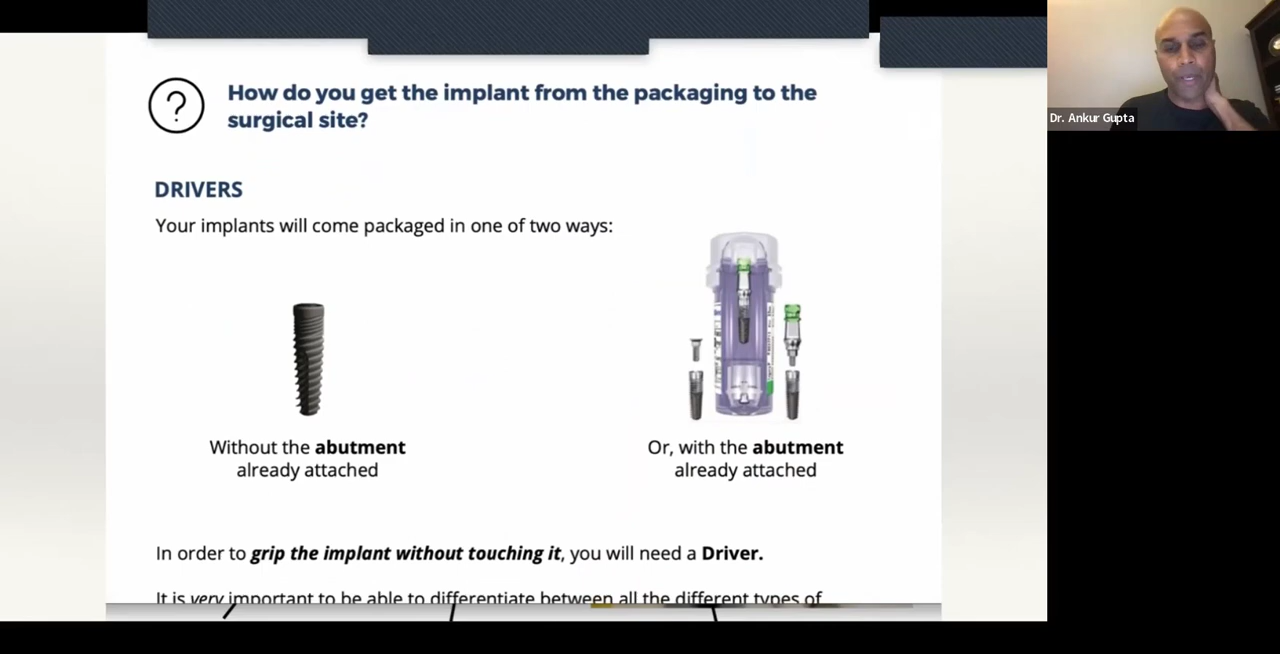 How do you get the implant from the packaging to the
surgical site?
Dr. Ankur Gupta
DRIVERS
Your implants will come packaged in one of two ways:
Without the abutment
already attached
Or, with the abutment
already attached
In order to grip the implant without touching it, you will need a Driver.
It is very important to be able to differentiate between all the different types of